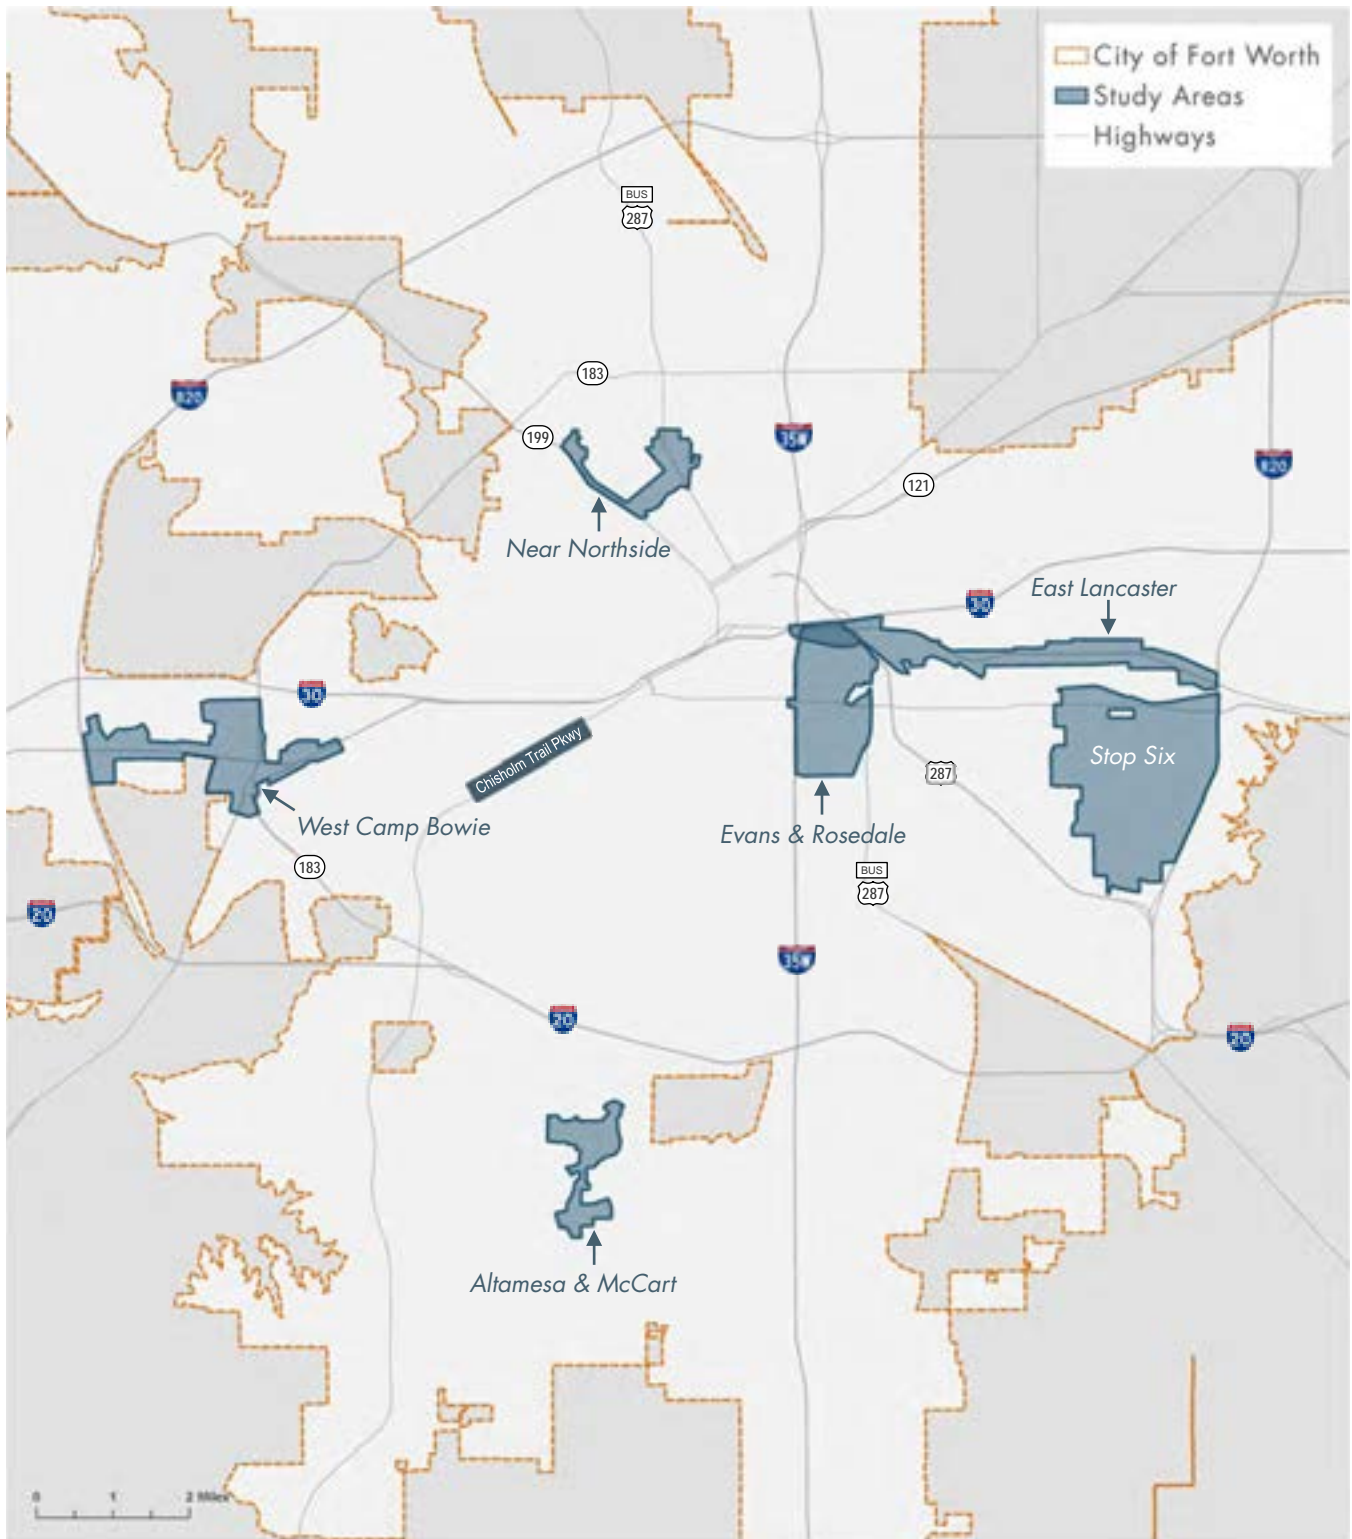 City of Fort Worth
Study Areas
Highways
BUS
287
183
820
199
35W
820
121
Near Northside
East Lancaster
30
30
Chisholm Trail Pkwy
Stop Six
287
West Camp Bowie
Evans & Rosedale
183
BUS
287
20
35W
20
20
Altamesa & McCart
0 1 2 Miles